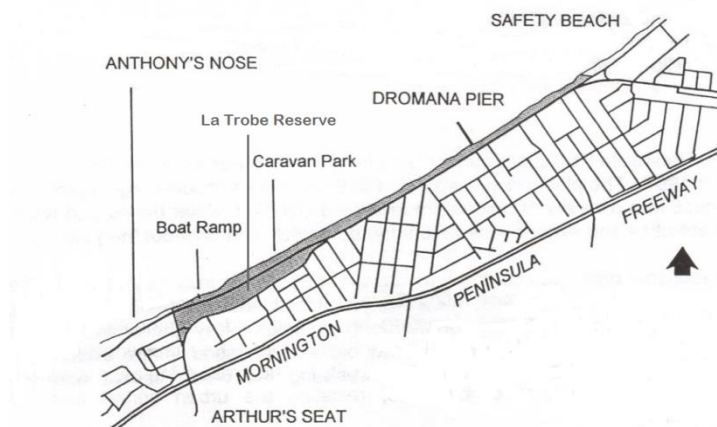 SAFETY BEACH
ANTHONY'S NOSE
DROMANA PIER
La Trobe Reserve
Caravan Park
Boat Ramp
FREEWAY
PENINSULA
MORNINGTON
ARTHUR'S SEAT